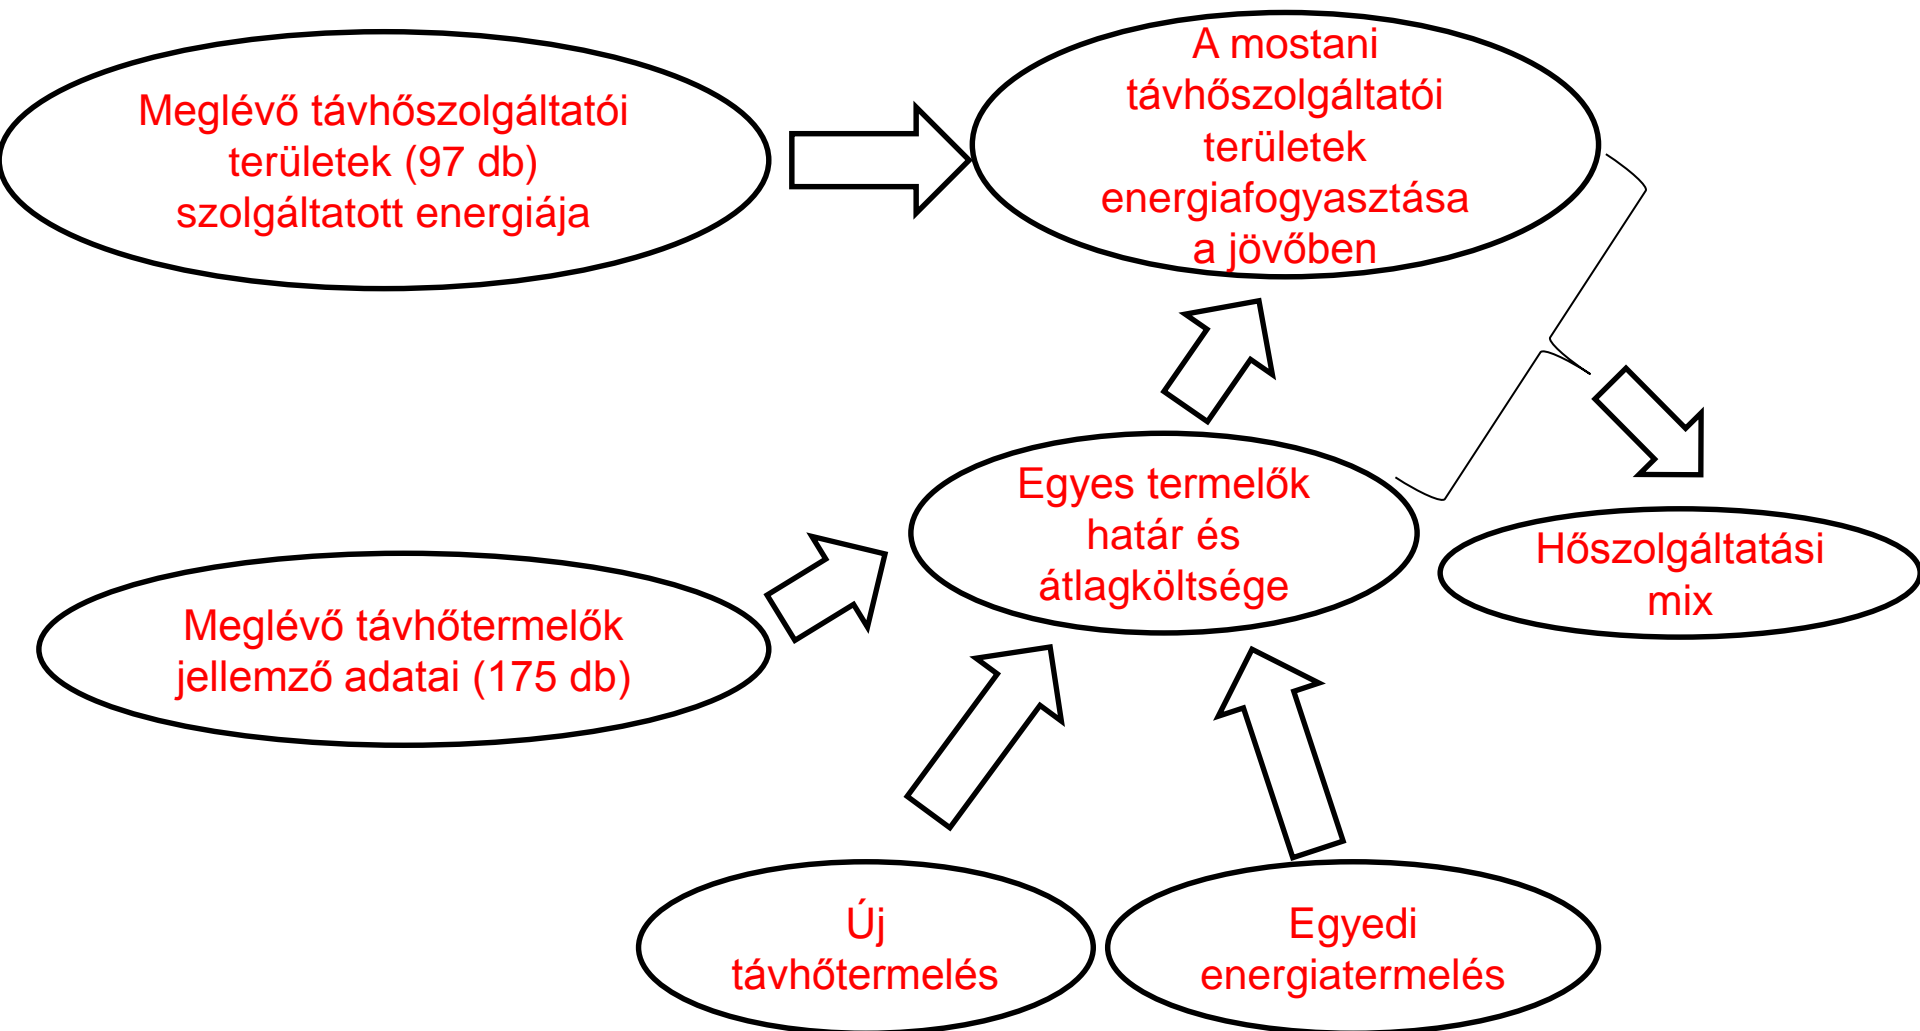 Meglévő távhőszolgáltatói
területek (97 db)
szolgáltatott energiája
A mostani
távhőszolgáltatói
területek
energiafogyasztása
a jövőben
Egyes termelők
határ és
átlagköltsége
Hőszolgáltatási
mix
Meglévő távhőtermelők
jellemző adatai (175 db)
Új
távhőtermelés
Egyedi
energiatermelés